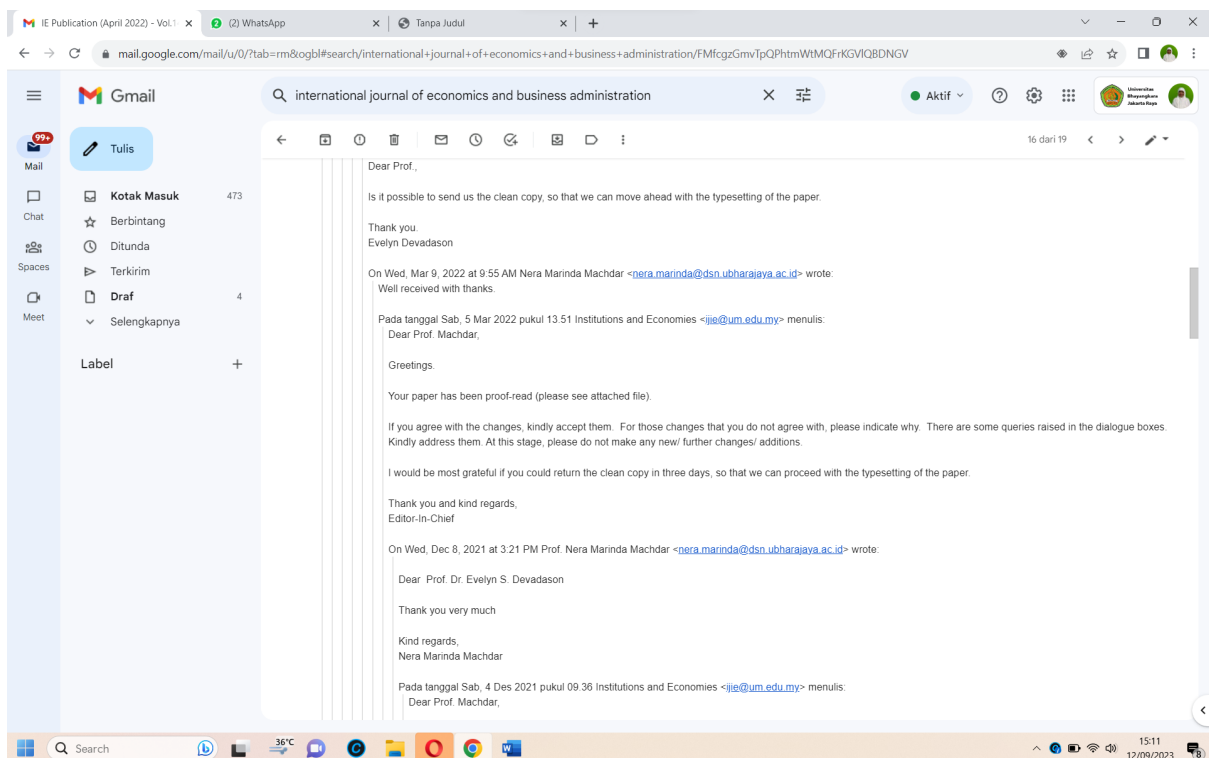 IE Publication (April 2022) - Vol.1
2 (2) WhatsApp
Tanpa Judul
mail.google.com/mail/u/0/?tab=rm&ogbl#search/international+journal+of+economics+and+business+administration/FMfcgzGmvTpQPhtmWtMQFrKGVlQBDNGV
Gmail
international journal of economics and business administration
Aktif
Universitas
Bhayangkara
Jakarta Raya
99+
Mail
Chat
Spaces
Meet
Tulis
Kotak Masuk 473
Berbintang
Ditunda
Terkirim
Draf 4
Selengkapnya
Label
16 dari 19
Dear Prof.,
Is it possible to send us the clean copy, so that we can move ahead with the typesetting of the paper.
Thank you.
Evelyn Devadason
On Wed, Mar 9, 2022 at 9:55 AM Nera Marinda Machdar <nera.marinda@dsn.ubharajaya.ac.id> wrote:
Well received with thanks.
Pada tanggal Sab, 5 Mar 2022 pukul 13.51 Institutions and Economies <ijie@um.edu.my> menulis:
Dear Prof. Machdar,
Greetings.
Your paper has been proof-read (please see attached file).
If you agree with the changes, kindly accept them. For those changes that you do not agree with, please indicate why. There are some queries raised in the dialogue boxes.
Kindly address them. At this stage, please do not make any new/ further changes/ additions.
I would be most grateful if you could return the clean copy in three days, so that we can proceed with the typesetting of the paper.
Thank you and kind regards,
Editor-In-Chief
On Wed, Dec 8, 2021 at 3:21 PM Prof. Nera Marinda Machdar <nera.marinda@dsn.ubharajaya.ac.id> wrote:
Dear Prof. Dr. Evelyn S. Devadason
Thank you very much
Kind regards,
Nera Marinda Machdar
Pada tanggal Sab, 4 Des 2021 pukul 09.36 Institutions and Economies <ijie@um.edu.my> menulis:
Dear Prof. Machdar,
Search
36°C
15:11
12/09/2023
8